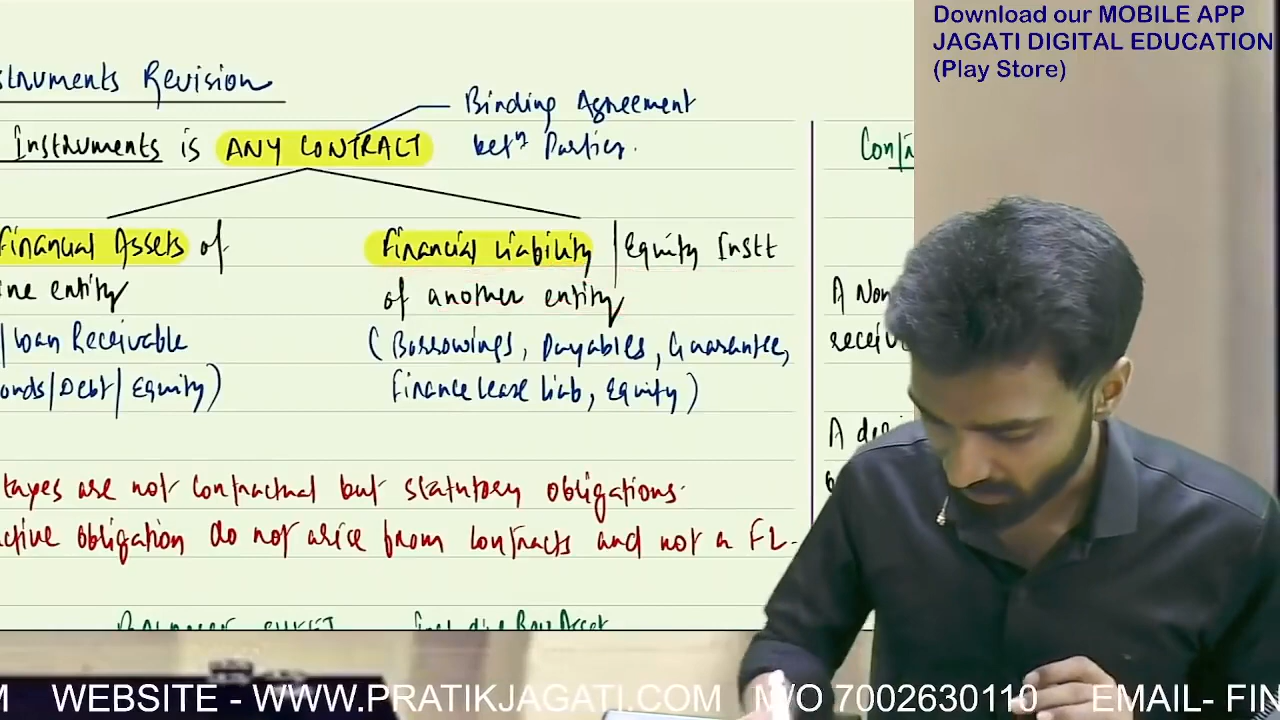 Download our MOBILE APP
JAGATI DIGITAL EDUCATION
(Play Store)
struments Revision
Binding Agreement
betn Parties.
Instruments is ANY CONTRACT
Financial Assets of
ne entity
/ Loan Receivable
onds/Debt/Equity)
Financial Liability / Equity Instt
of another entity
(Borrowings, Payables, Guarantee,
Finance Lease Liab, Equity)
taxes are not contractual but statutory obligations.
ctive obligation do not arise from contracts and not a FL.
A Non
receiv
WEBSITE - WWW.PRATIKJAGATI.COM M/O 7002630110 EMAIL- FIN